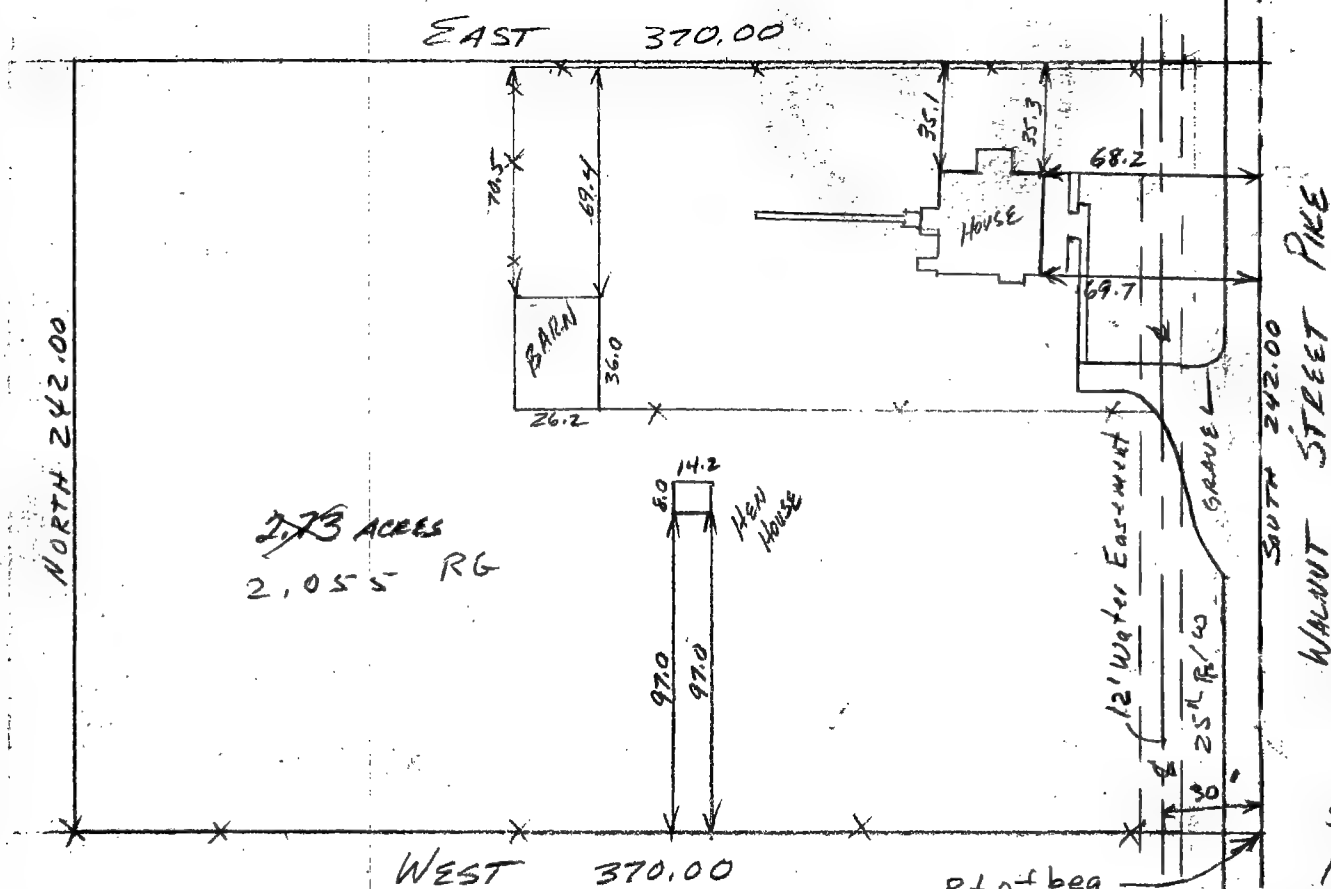 EAST 370.00
35.1
35.3
68.2
70.5
69.4
HOUSE
69.7
BARN
36.0
26.2
NORTH 242.00
SOUTH 242.00
WALNUT STREET PIKE
GRAVEL
14.2
8.0
HEN
HOUSE
2.73 ACRES
2.055 RG
97.0
97.0
12' Water Easement
25' R/W
30'
WEST 370.00
Pt of beg